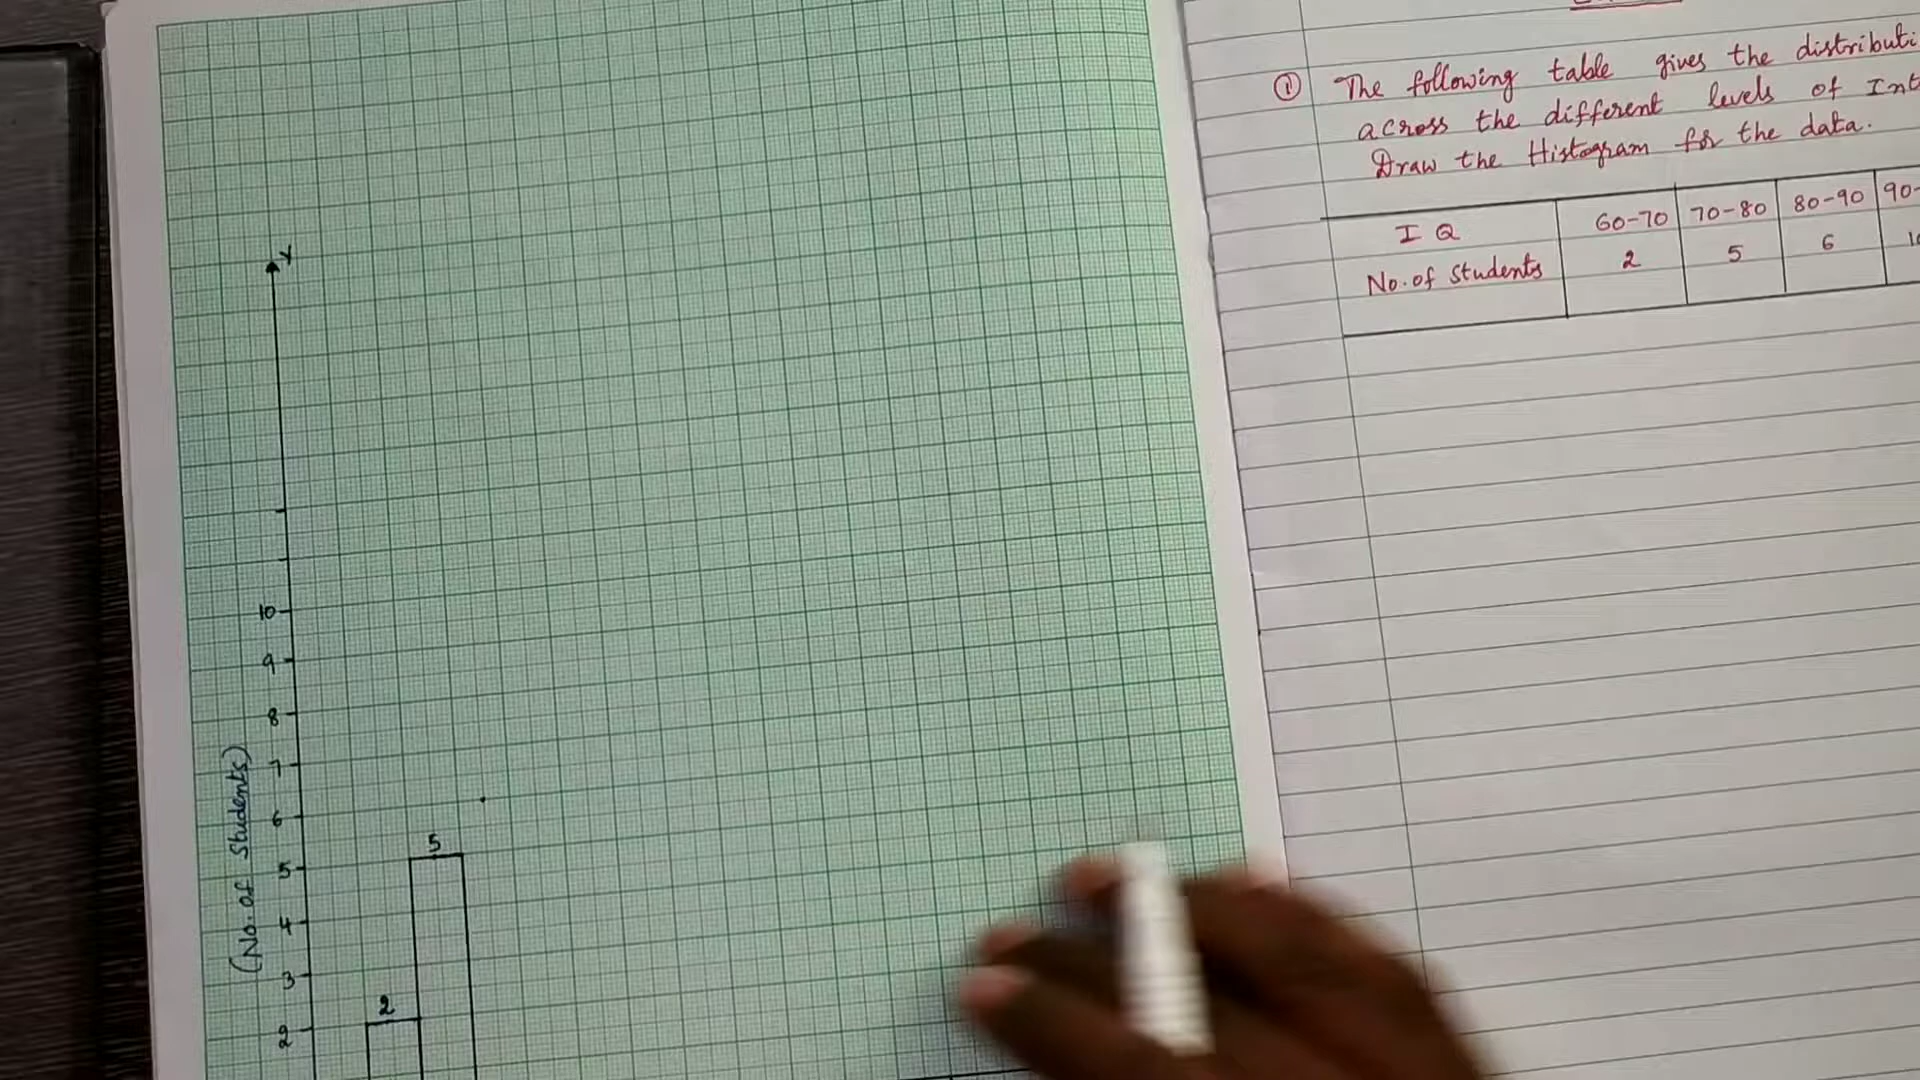 Y
10
9
8
7
6
5
4
3
2
(No. of Students)
5
2
① The following table gives the
across the different levels of
Draw the Histogram for the data.
I Q 60-70 70-80 80-90 90-
No. of Students 2 5 6